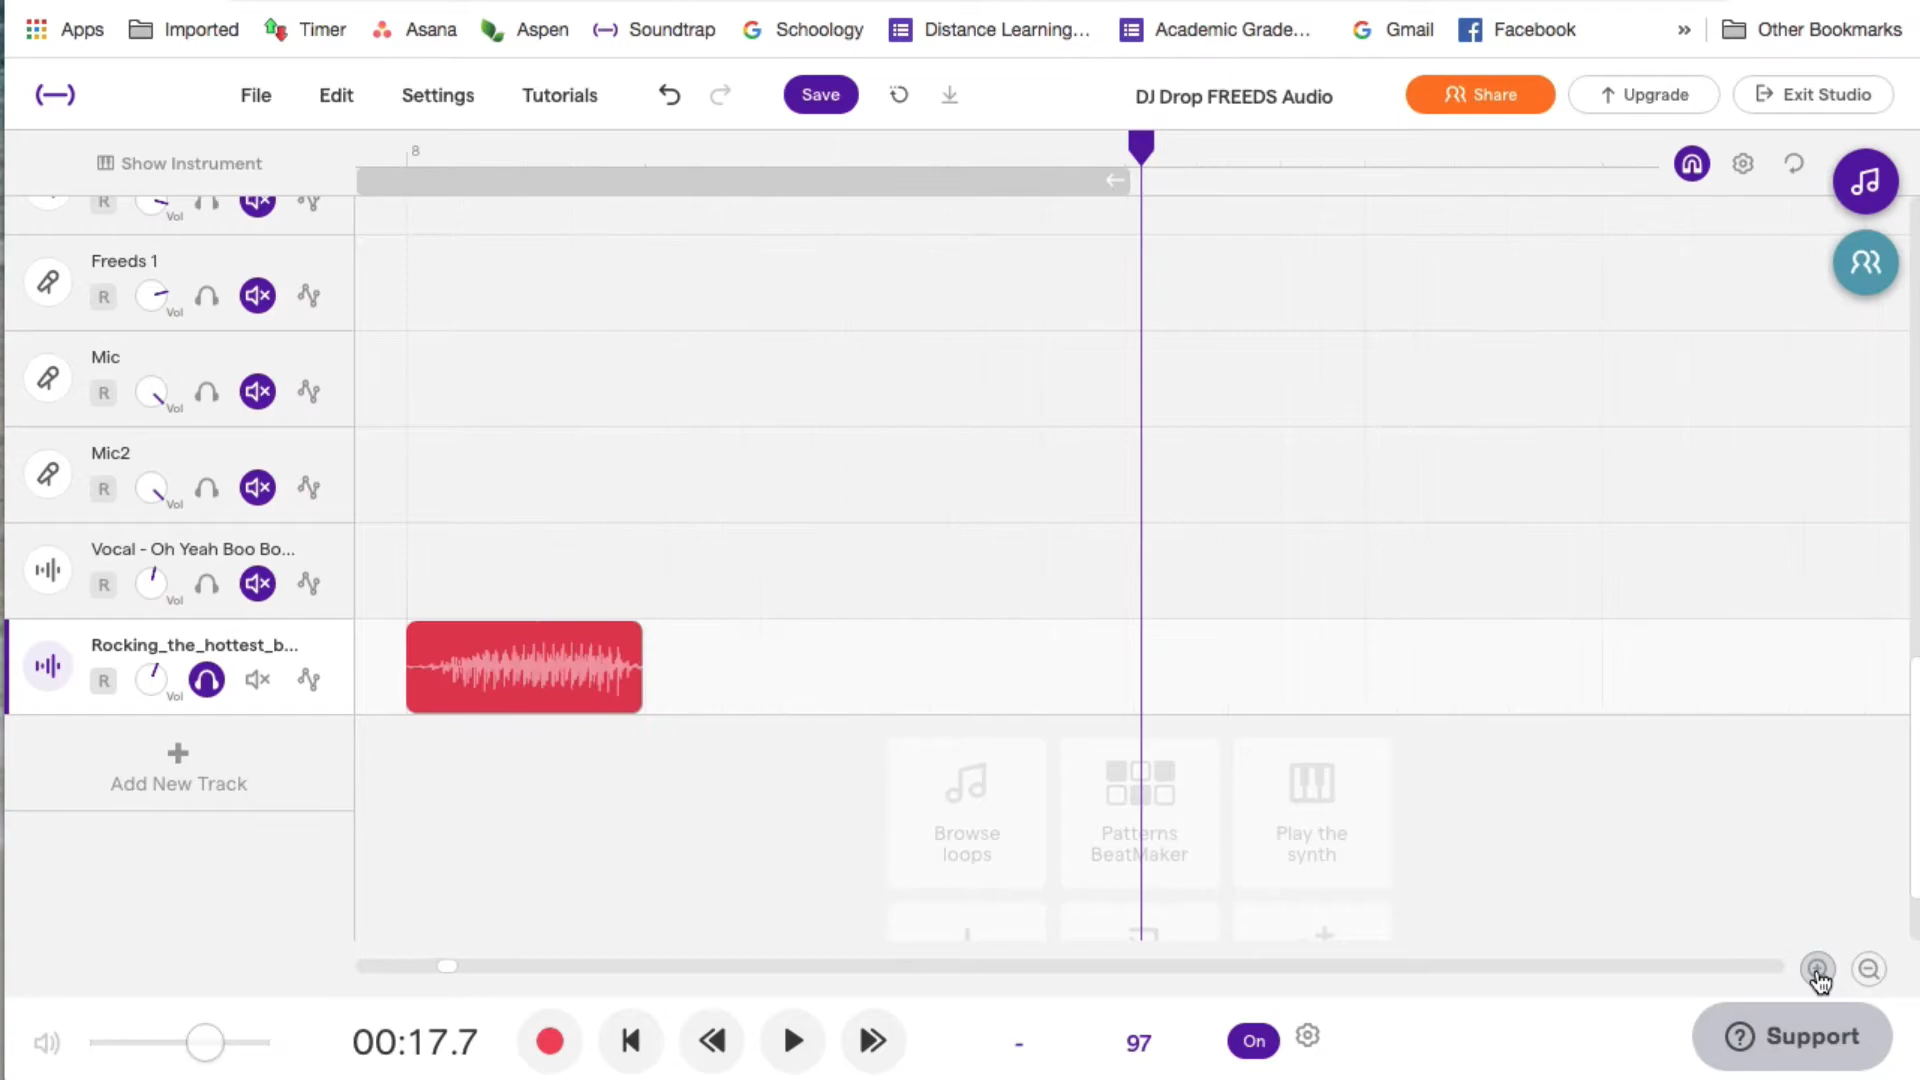 Apps Imported Timer Asana Aspen Soundtrap Schoology Distance Learning... Academic Grade... Gmail Facebook » Other Bookmarks
File Edit Settings Tutorials Save DJ Drop FREEDS Audio Share Upgrade Exit Studio
Show Instrument 8
R Vol
Freeds 1
R Vol
Mic
R Vol
Mic2
R Vol
Vocal - Oh Yeah Boo Bo...
R Vol
Rocking_the_hottest_b...
R Vol
Add New Track
Browse loops
Patterns BeatMaker
Play the synth
00:17.7 - 97 On Support